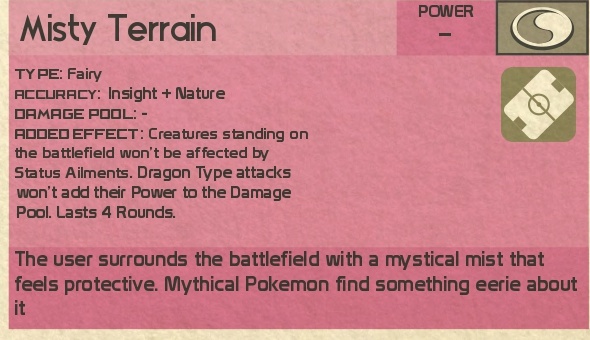 Misty Terrain
POWER
–
TYPE: Fairy
ACCURACY: Insight + Nature
DAMAGE POOL: -
ADDED EFFECT: Creatures standing on
the battlefield won't be affected by
Status Ailments. Dragon Type attacks
won't add their Power to the Damage
Pool. Lasts 4 Rounds.
The user surrounds the battlefield with a mystical mist that
feels protective. Mythical Pokemon find something eerie about
it